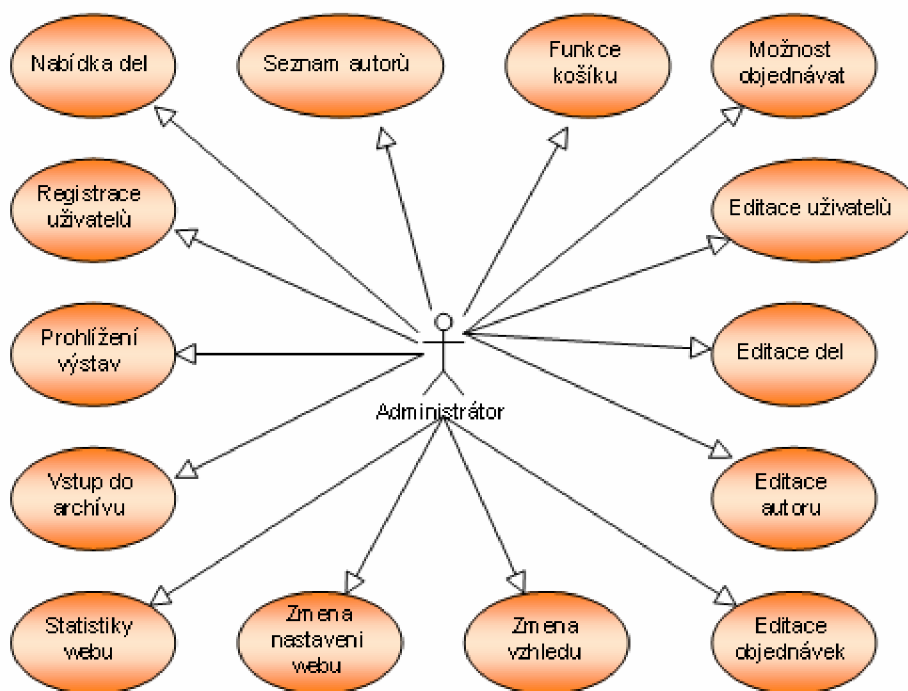 Nabídka del
Seznam autorů
Funkce
košíku
Možnost
objednávat
Registrace
uživatelů
Editace uživatelů
Prohlížení
výstav
Editace del
Administrátor
Vstup do
archívu
Editace
autoru
Statistiky
webu
Zmena
nastaveni
webu
Zmena
vzhledu
Editace
objednávek